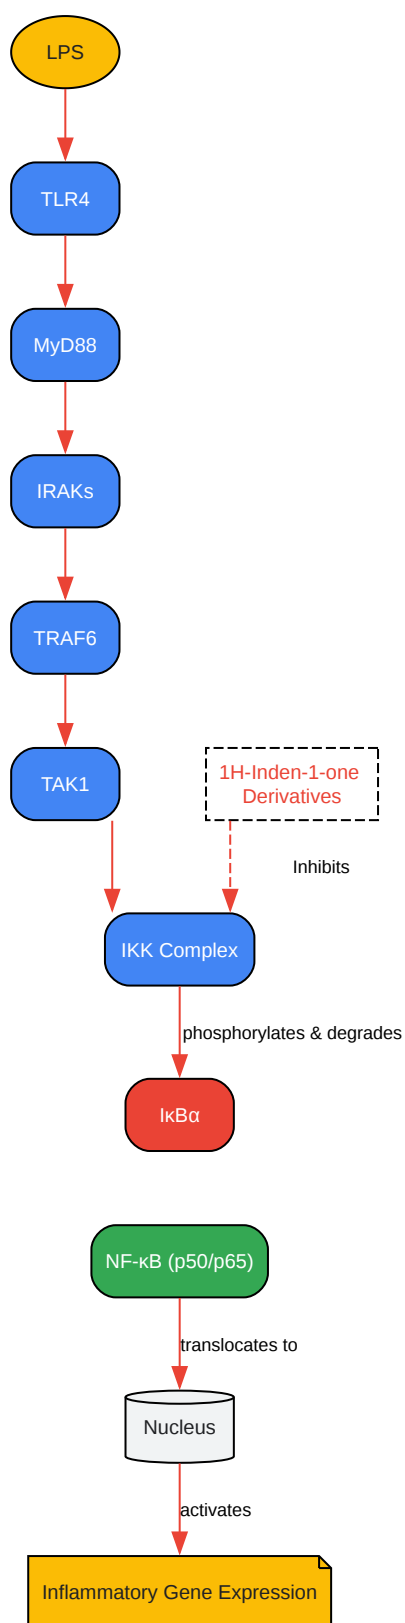 LPS
TLR4
MyD88
IRAKs
TRAF6
TAK1
1H-Inden-1-one
Derivatives
Inhibits
IKK Complex
phosphorylates & degrades
IκBα
NF-κB (p50/p65)
translocates to
Nucleus
activates
Inflammatory Gene Expression